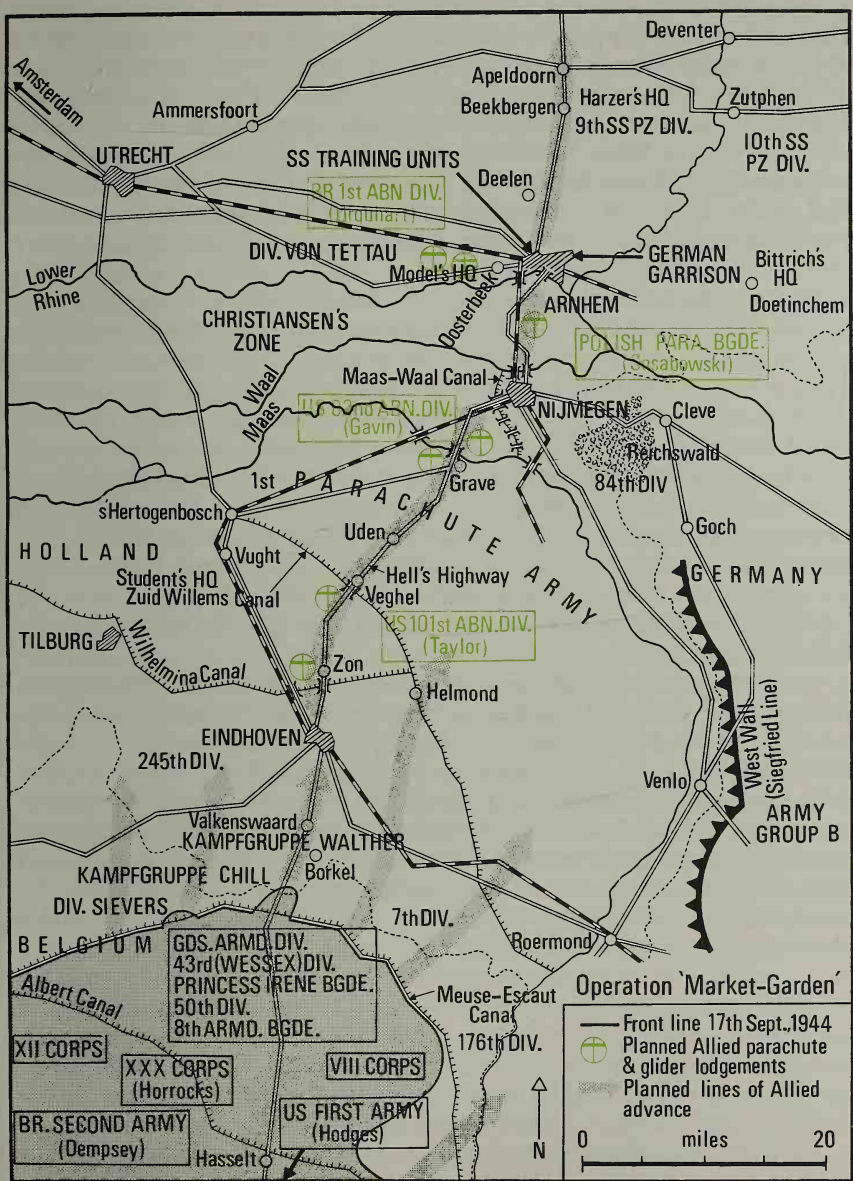 Deventer
Apeldoorn
Amsterdam
Ammersfoort
Beekbergen
Harzer's HQ
9th SS PZ DIV.
Zutphen
10th SS
PZ DIV.
UTRECHT
SS TRAINING UNITS
Deelen
BR 1st ABN DIV.
(Urquhart)
DIV. VON TETTAU
Model's HQ
GERMAN
GARRISON
Bittrich's
HQ
Doetinchem
Lower
Rhine
Oosterbeek
ARNHEM
CHRISTIANSEN'S
ZONE
POLISH PARA. BGDE.
(Sosabowski)
Waal
Maas
Maas-Waal Canal
US 82nd ABN. DIV.
(Gavin)
NIJMEGEN
Cleve
Reichswald
84th DIV
1st PARACHUTE ARMY
Grave
s'Hertogenbosch
Goch
Uden
HOLLAND
Vught
Hell's Highway
GERMANY
Student's HQ
Zuid Willems Canal
Veghel
US 101st ABN. DIV.
(Taylor)
TILBURG
Wilhelmina Canal
Zon
Helmond
EINDHOVEN
West Wall
(Siegfried Line)
245th DIV.
Venlo
Valkenswaard
KAMPFGRUPPE WALTHER
ARMY
GROUP B
KAMPFGRUPPE CHILL
Borkel
DIV. SIEVERS
7th DIV.
BELGIUM
GDS. ARMD. DIV.
43rd (WESSEX) DIV.
PRINCESS IRENE BGDE.
50th DIV.
8th ARMD. BGDE.
Roermond
Albert Canal
Meuse-Escaut
Canal
176th DIV.
XII CORPS
XXX CORPS
(Horrocks)
VIII CORPS
BR. SECOND ARMY
(Dempsey)
US FIRST ARMY
(Hodges)
Hasselt
N
Operation 'Market-Garden'
Front line 17th Sept., 1944
Planned Allied parachute
& glider lodgements
Planned lines of Allied
advance
0 miles 20